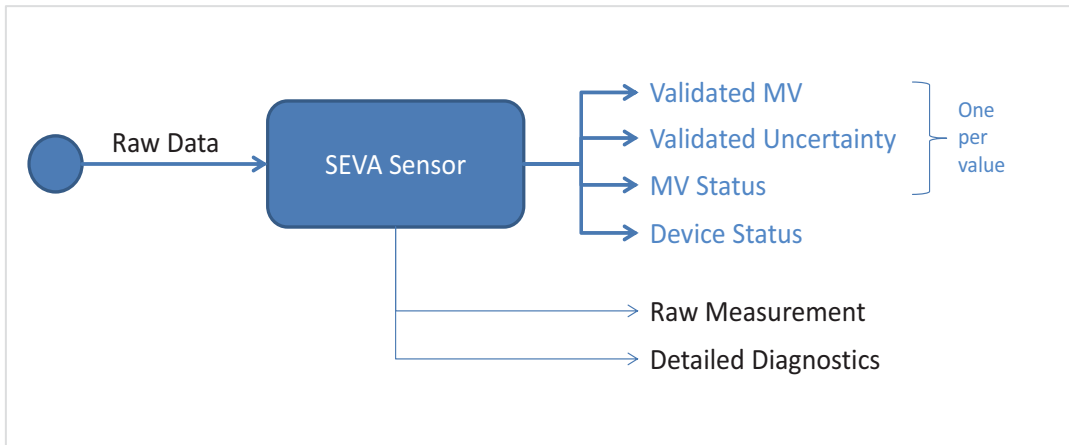 Raw Data
SEVA Sensor
Validated MV
Validated Uncertainty
MV Status
Device Status
One
per
value
Raw Measurement
Detailed Diagnostics